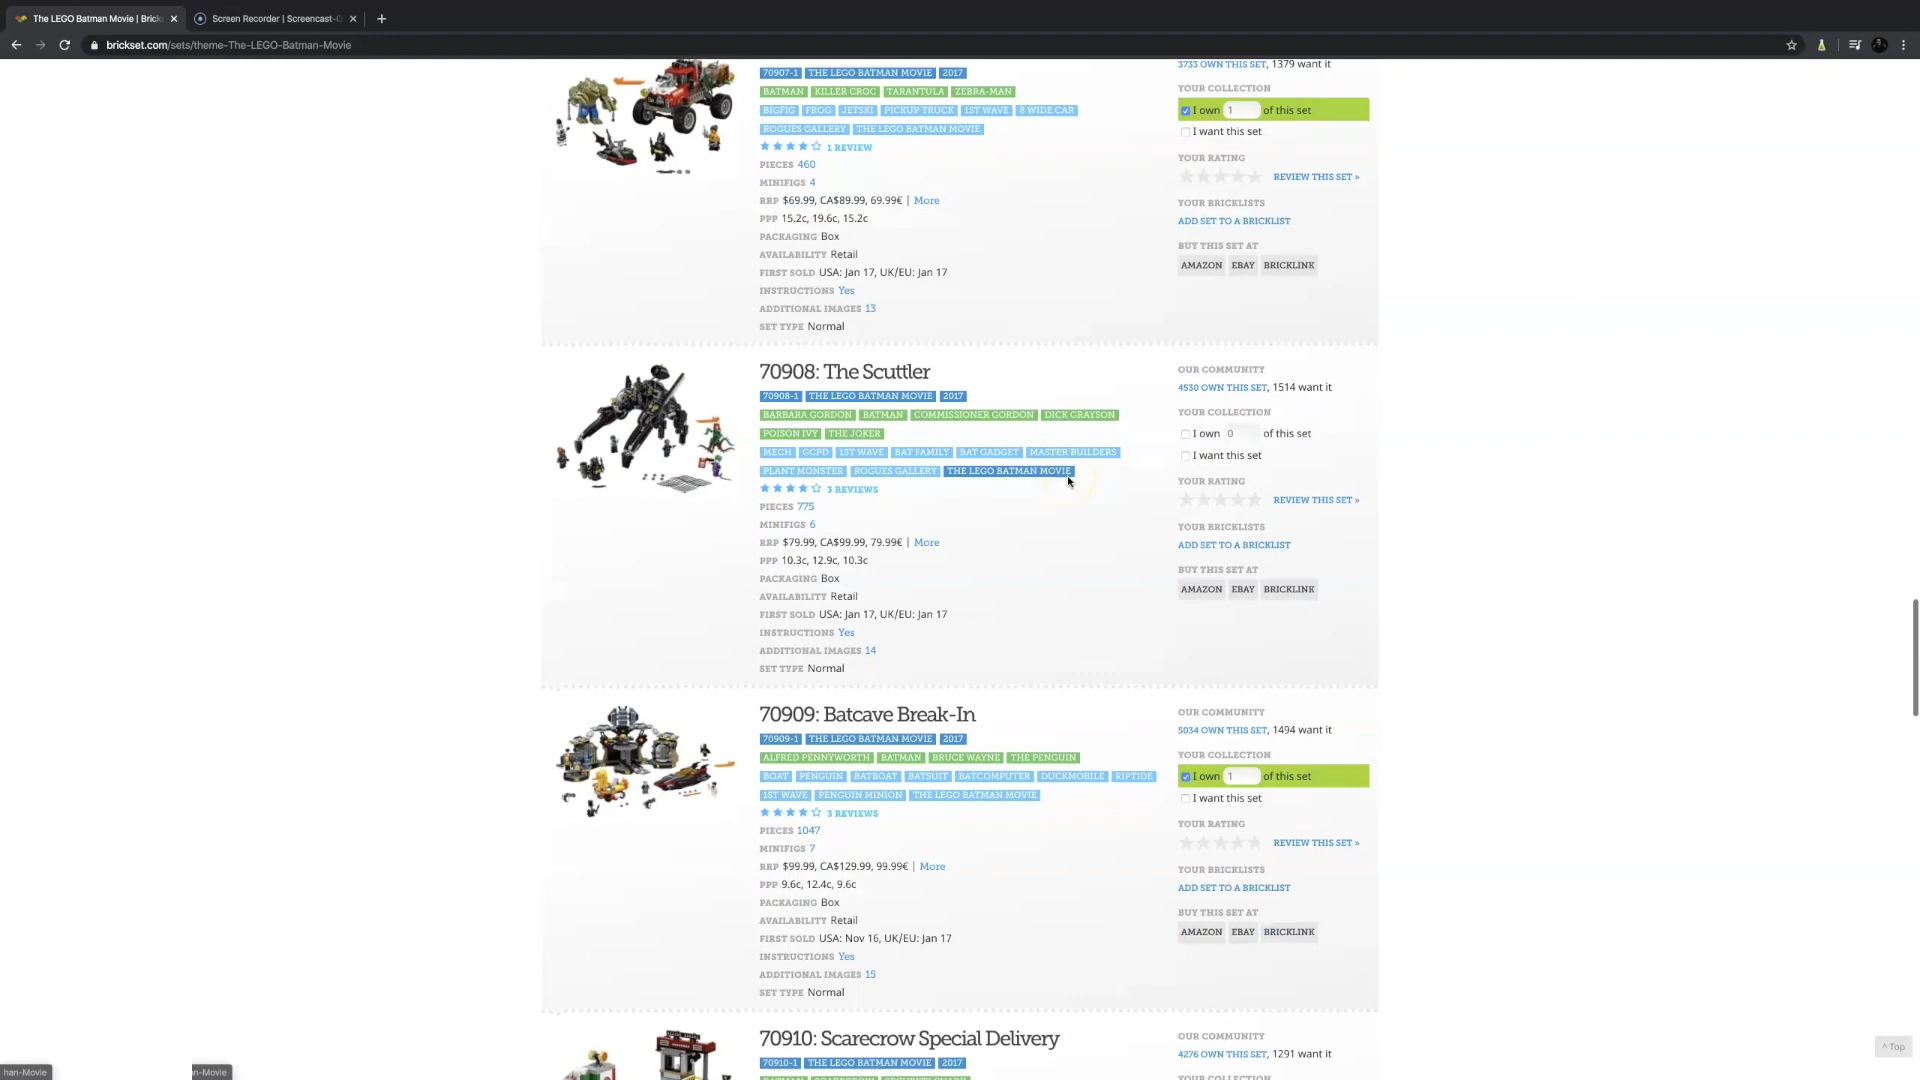 The LEGO Batman Movie | Brick
Screen Recorder | Screencast-O
brickset.com/sets/theme-The-LEGO-Batman-Movie
70907-1 THE LEGO BATMAN MOVIE 2017
BATMAN KILLER CROC TARANTULA ZEBRA-MAN
BIGFIG FROG JETSKI PICKUP TRUCK 1ST WAVE 8 WIDE CAR
ROGUES GALLERY THE LEGO BATMAN MOVIE
1 REVIEW
PIECES 460
MINIFIGS 4
RRP $69.99, CA$89.99, 69.99€ | More
PPP 15.2c, 19.6c, 15.2c
PACKAGING Box
AVAILABILITY Retail
FIRST SOLD USA: Jan 17, UK/EU: Jan 17
INSTRUCTIONS Yes
ADDITIONAL IMAGES 13
SET TYPE Normal
3733 OWN THIS SET, 1379 want it
YOUR COLLECTION
I own 1 of this set
I want this set
YOUR RATING
REVIEW THIS SET »
YOUR BRICKLISTS
ADD SET TO A BRICKLIST
BUY THIS SET AT
AMAZON EBAY BRICKLINK
70908: The Scuttler
70908-1 THE LEGO BATMAN MOVIE 2017
BARBARA GORDON BATMAN COMMISSIONER GORDON DICK GRAYSON
POISON IVY THE JOKER
MECH GCPD 1ST WAVE BAT FAMILY BAT GADGET MASTER BUILDERS
PLANT MONSTER ROGUES GALLERY THE LEGO BATMAN MOVIE
3 REVIEWS
PIECES 775
MINIFIGS 6
RRP $79.99, CA$99.99, 79.99€ | More
PPP 10.3c, 12.9c, 10.3c
PACKAGING Box
AVAILABILITY Retail
FIRST SOLD USA: Jan 17, UK/EU: Jan 17
INSTRUCTIONS Yes
ADDITIONAL IMAGES 14
SET TYPE Normal
OUR COMMUNITY
4530 OWN THIS SET, 1514 want it
YOUR COLLECTION
I own 0 of this set
I want this set
YOUR RATING
REVIEW THIS SET »
YOUR BRICKLISTS
ADD SET TO A BRICKLIST
BUY THIS SET AT
AMAZON EBAY BRICKLINK
70909: Batcave Break-In
70909-1 THE LEGO BATMAN MOVIE 2017
ALFRED PENNYWORTH BATMAN BRUCE WAYNE THE PENGUIN
BOAT PENGUIN BATBOAT BATSUIT BATCOMPUTER DUCKMOBILE RIPTIDE
1ST WAVE PENGUIN MINION THE LEGO BATMAN MOVIE
3 REVIEWS
PIECES 1047
MINIFIGS 7
RRP $99.99, CA$129.99, 99.99€ | More
PPP 9.6c, 12.4c, 9.6c
PACKAGING Box
AVAILABILITY Retail
FIRST SOLD USA: Nov 16, UK/EU: Jan 17
INSTRUCTIONS Yes
ADDITIONAL IMAGES 15
SET TYPE Normal
OUR COMMUNITY
5034 OWN THIS SET, 1494 want it
YOUR COLLECTION
I own 1 of this set
I want this set
YOUR RATING
REVIEW THIS SET »
YOUR BRICKLISTS
ADD SET TO A BRICKLIST
BUY THIS SET AT
AMAZON EBAY BRICKLINK
70910: Scarecrow Special Delivery
70910-1 THE LEGO BATMAN MOVIE 2017
OUR COMMUNITY
4276 OWN THIS SET, 1291 want it
YOUR COLLECTION
^ Top
han-Movie
n-Movie